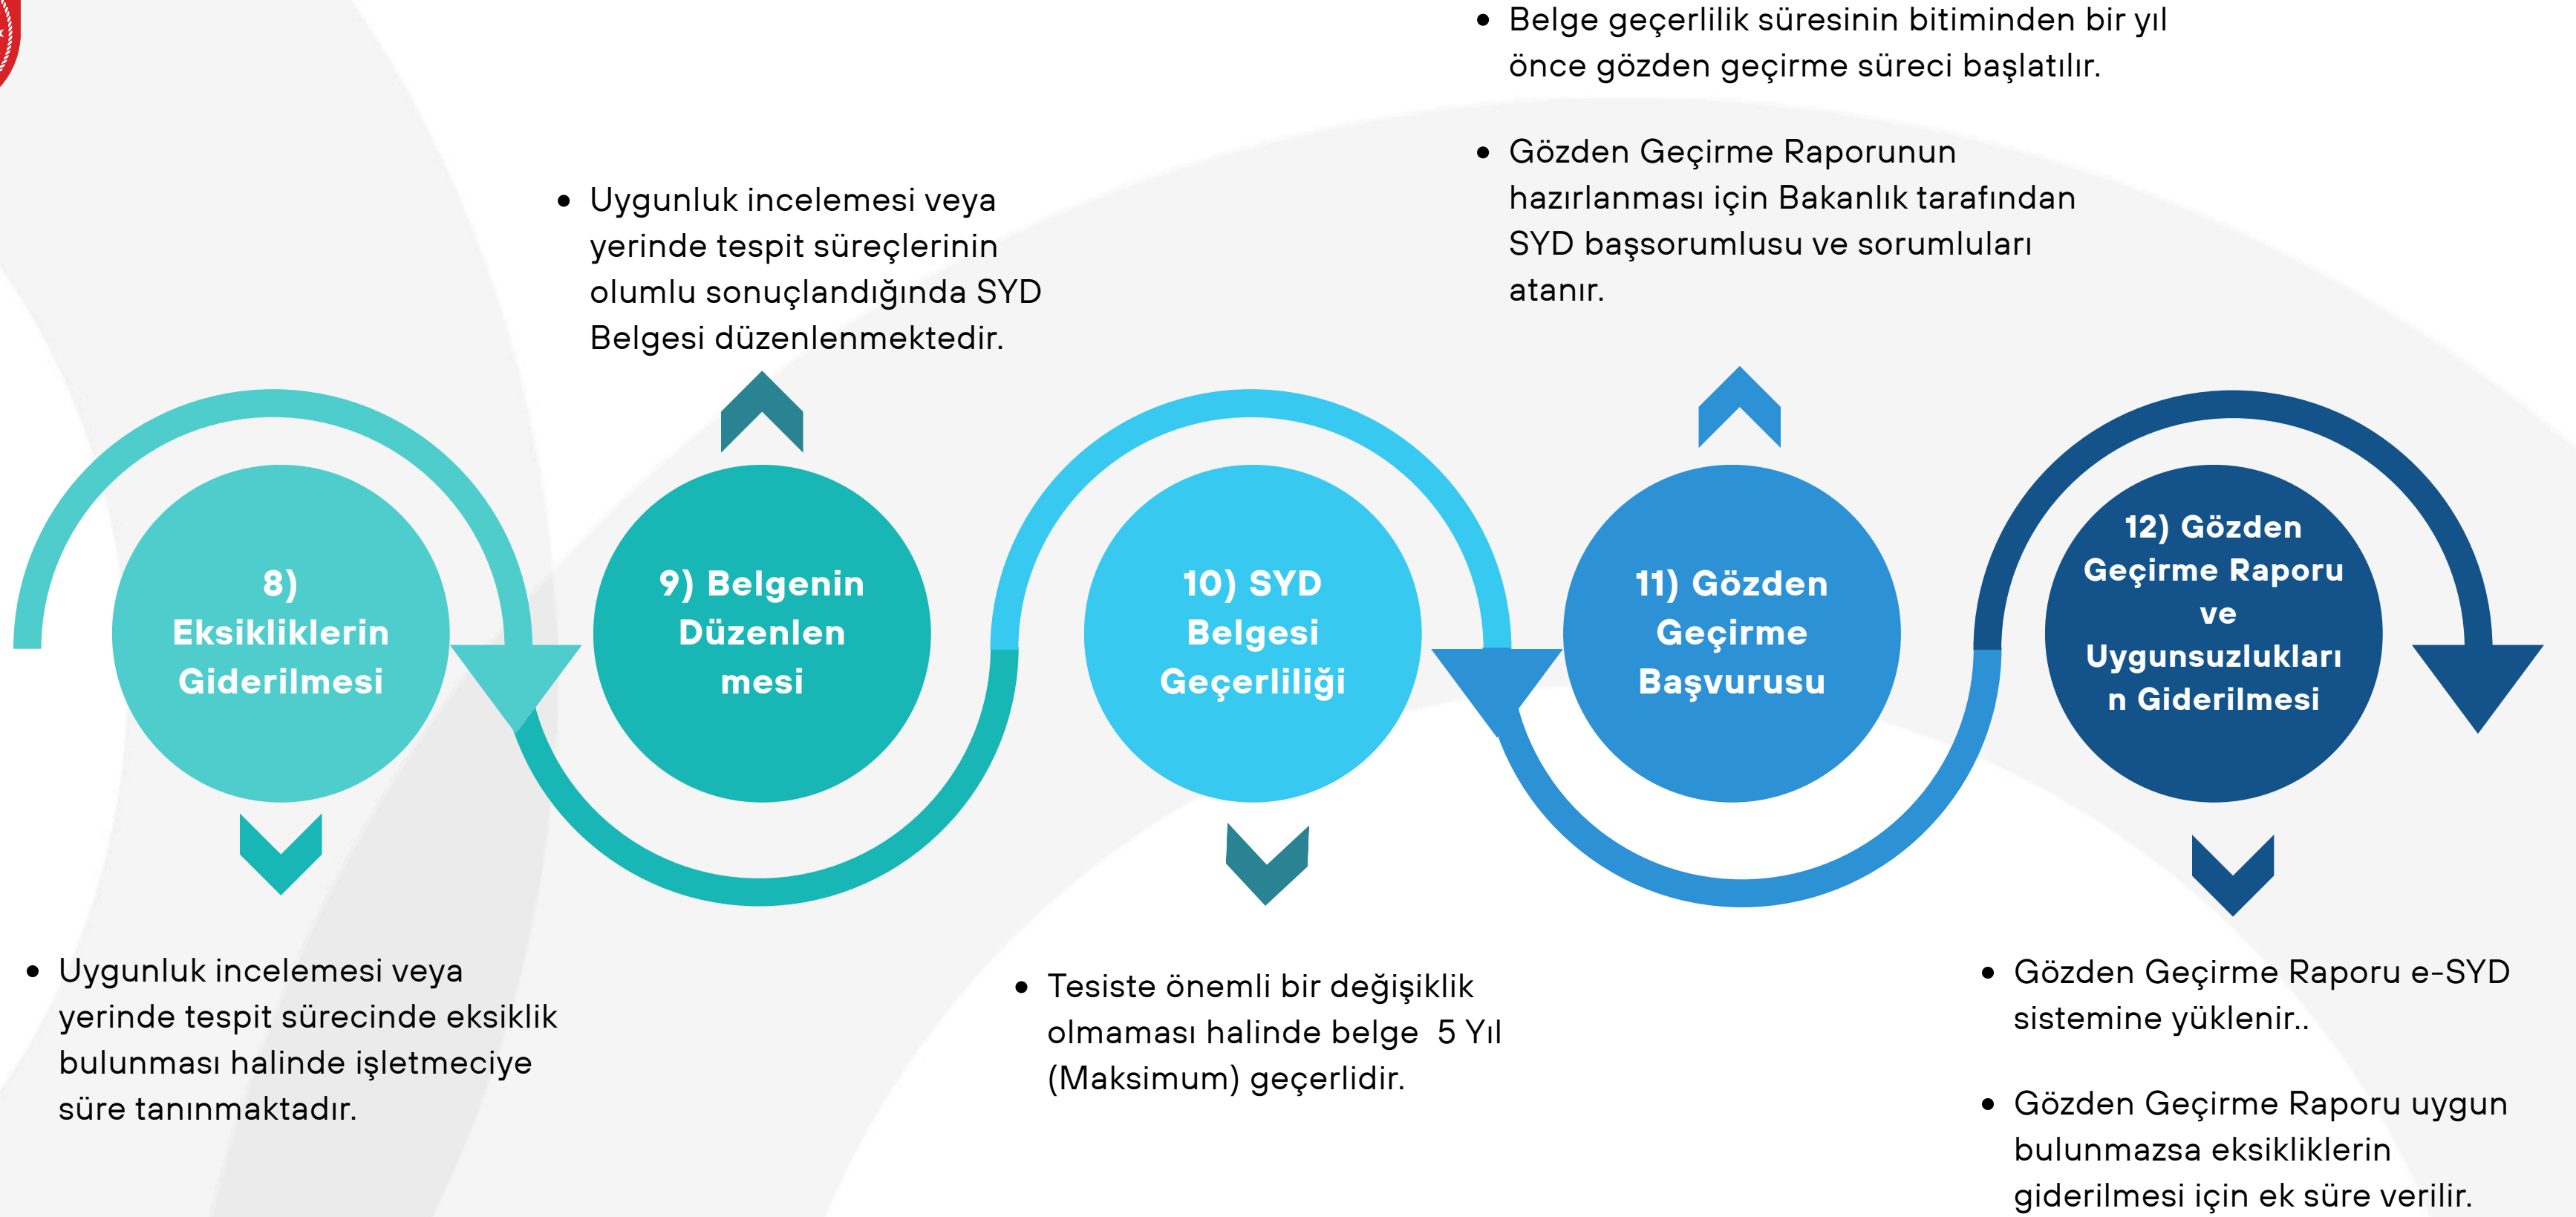 8)
Eksikliklerin
Giderilmesi
• Uygunluk incelemesi veya
yerinde tespit sürecinde eksiklik
bulunması halinde işletmeciye
süre tanınmaktadır.
• Uygunluk incelemesi veya
yerinde tespit süreçlerinin
olumlu sonuçlandığında SYD
Belgesi düzenlenmektedir.
9) Belgenin
Düzenlen
mesi
10) SYD
Belgesi
Geçerliliği
• Tesiste önemli bir değişiklik
olmaması halinde belge  5 Yıl
(Maksimum) geçerlidir.
• Belge geçerlilik süresinin bitiminden bir yıl
önce gözden geçirme süreci başlatılır.
• Gözden Geçirme Raporunun
hazırlanması için Bakanlık tarafından
SYD başsorumlusu ve sorumluları
atanır.
11) Gözden
Geçirme
Başvurusu
12) Gözden
Geçirme Raporu
ve
Uygunsuzlukları
n Giderilmesi
• Gözden Geçirme Raporu e-SYD
sistemine yüklenir..
• Gözden Geçirme Raporu uygun
bulunmazsa eksikliklerin
giderilmesi için ek süre verilir.